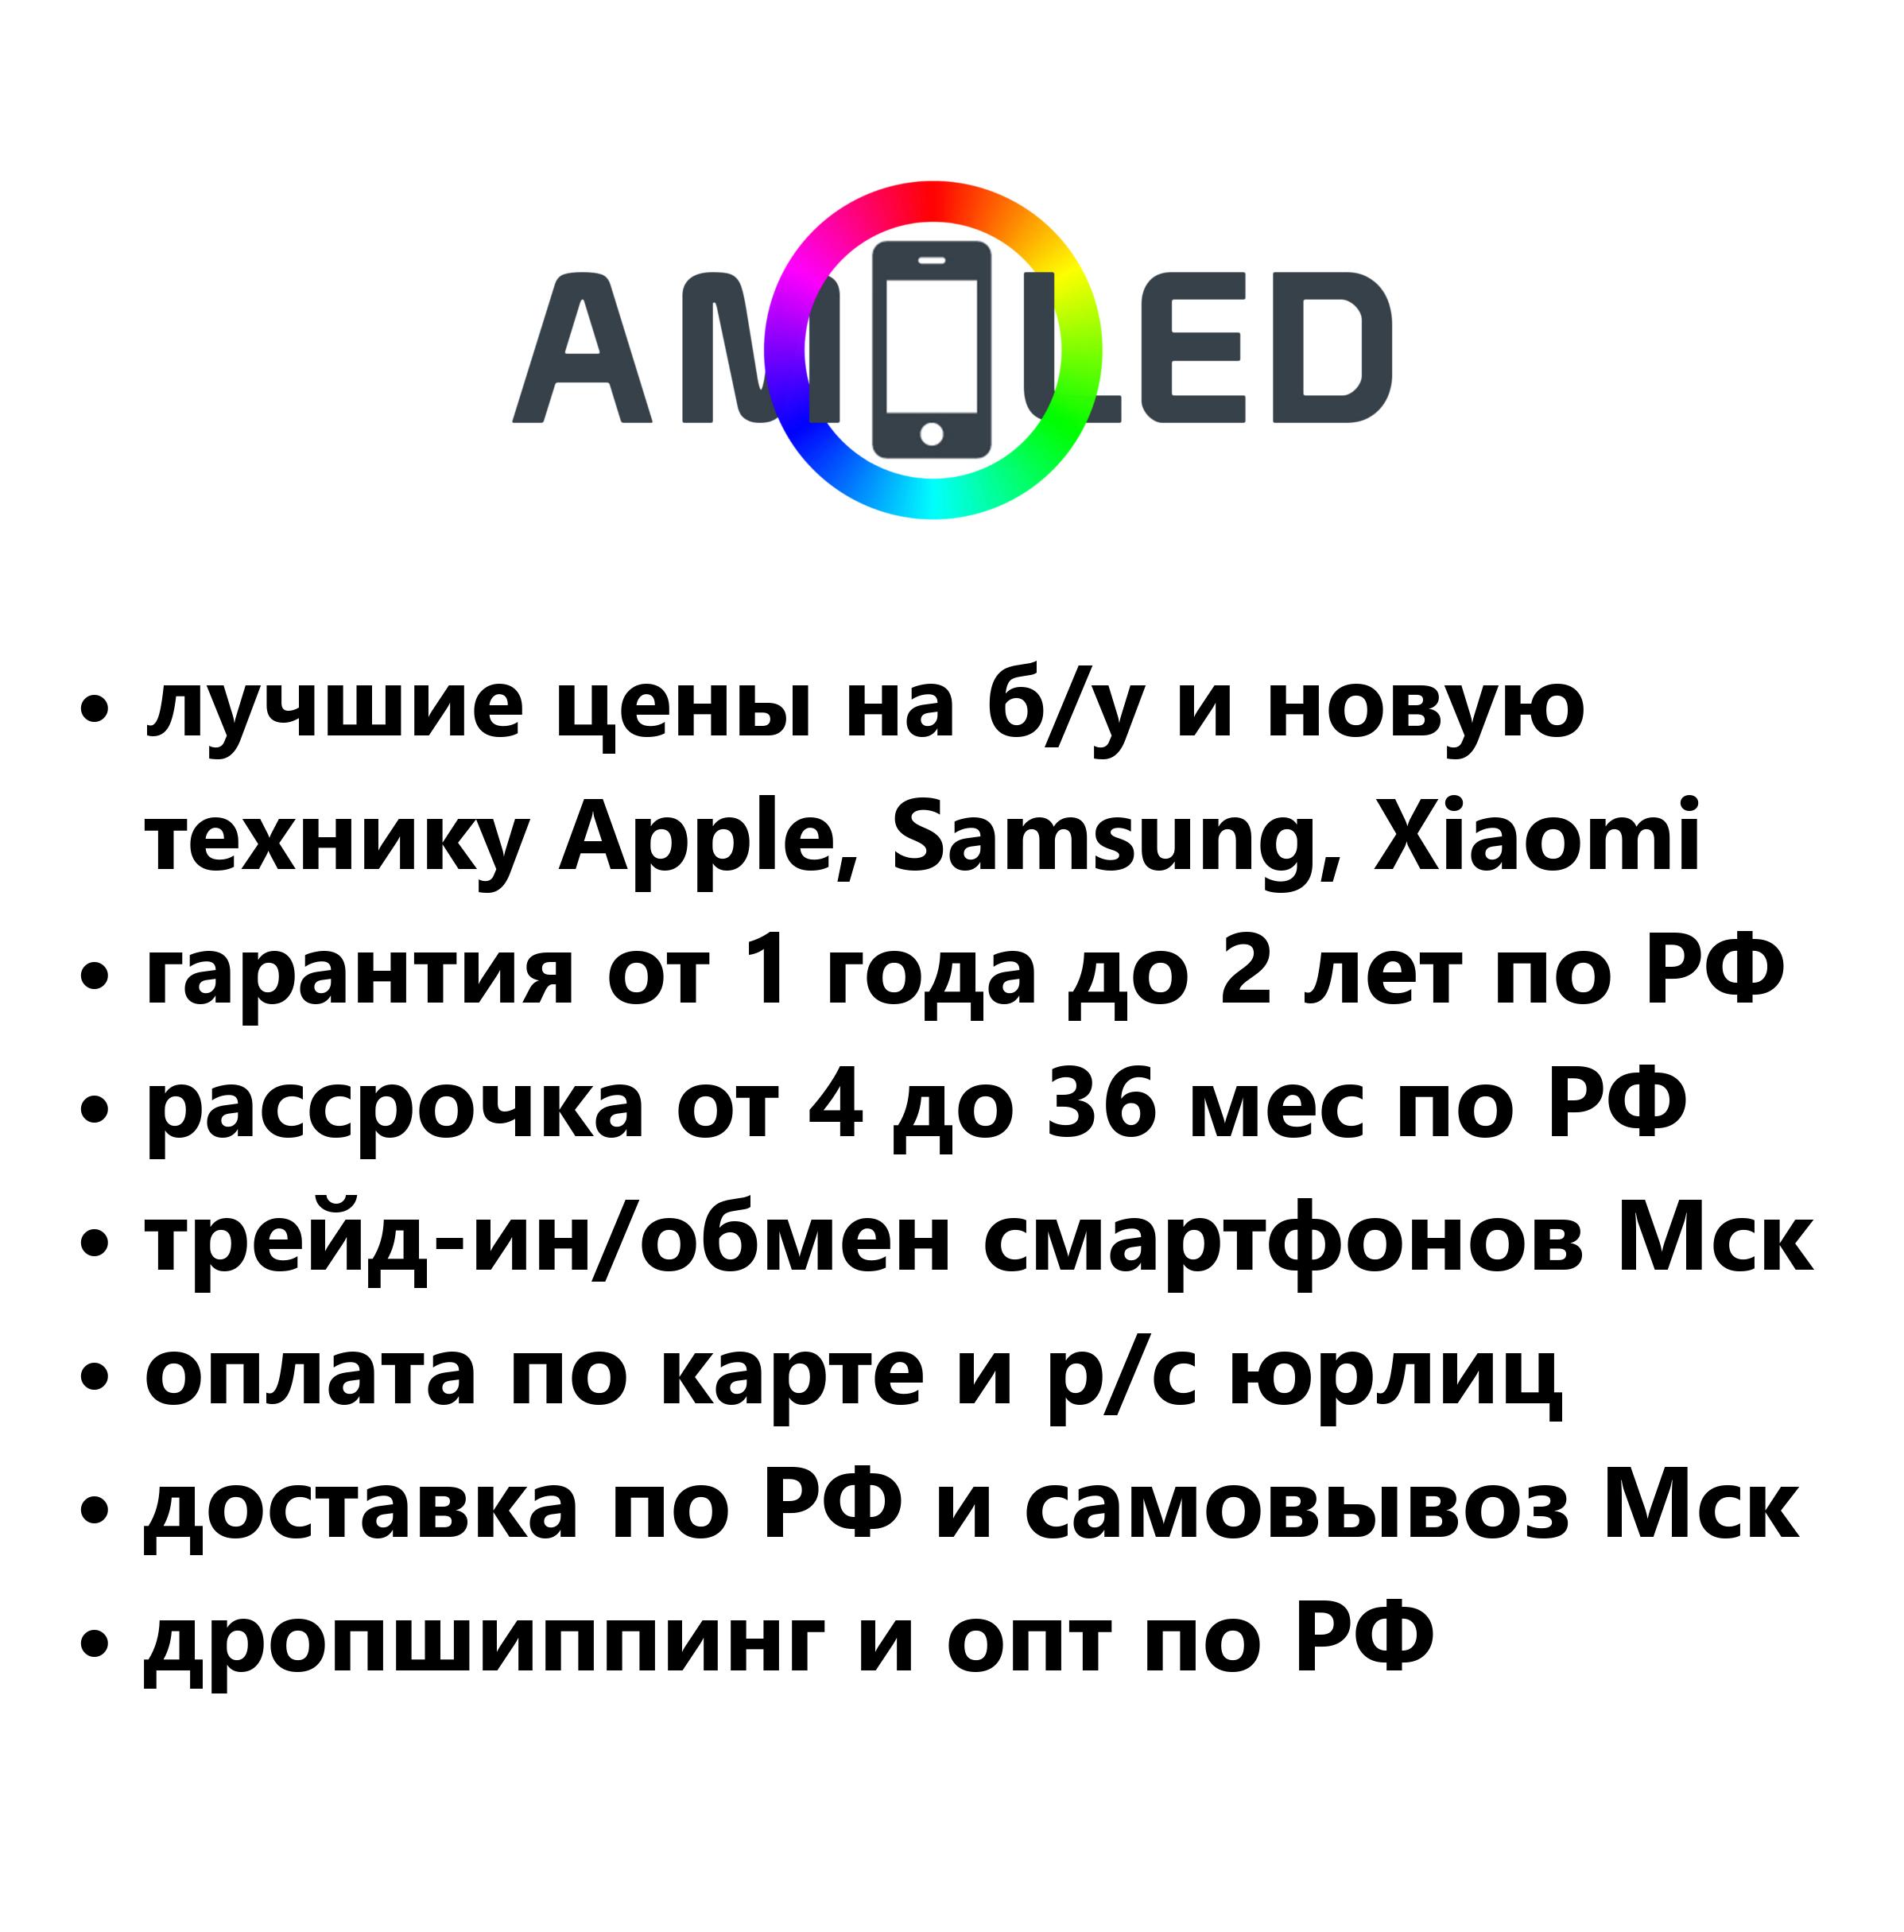 AMOLED
• лучшие цены на б/у и новую
технику Apple, Samsung, Xiaomi
• гарантия от 1 года до 2 лет по РФ
• рассрочка от 4 до 36 мес по РФ
• трейд-ин/обмен смартфонов Мск
• оплата по карте и р/с юрлиц
• доставка по РФ и самовывоз Мск
• дропшиппинг и опт по РФ